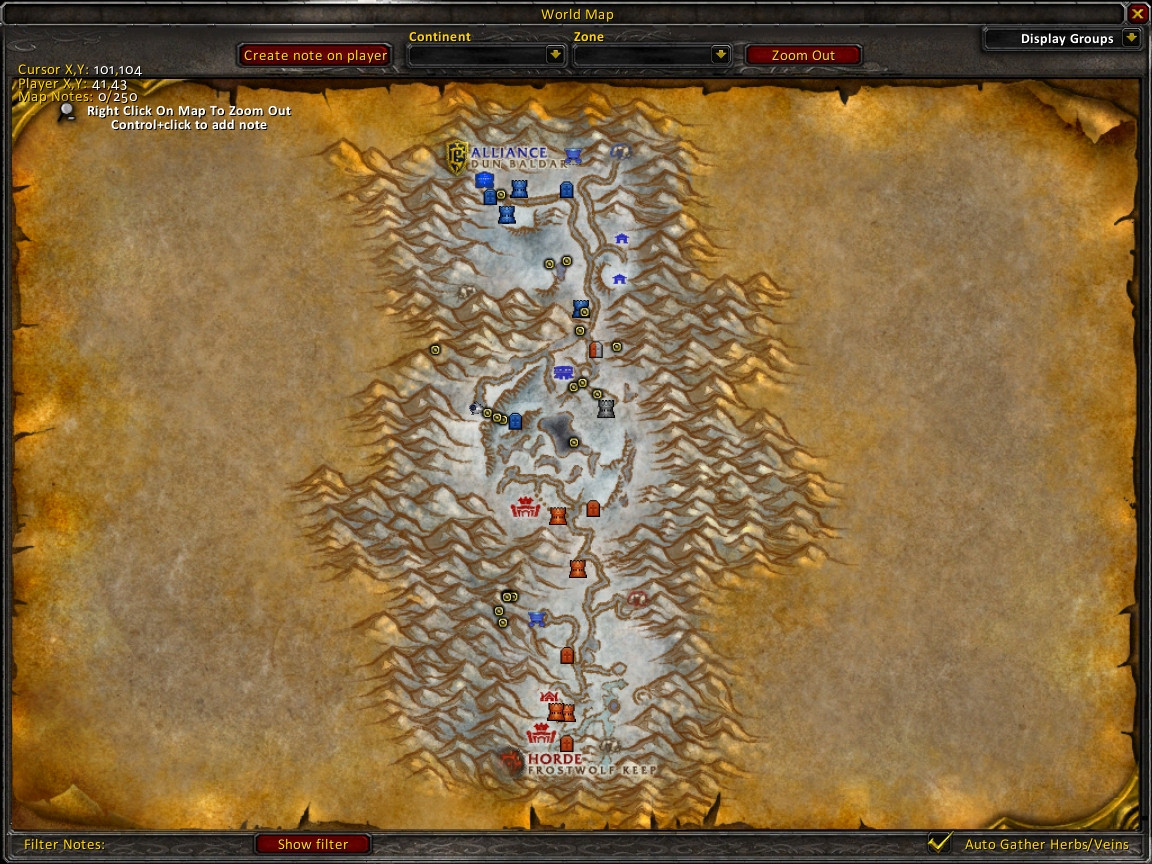 World Map
Continent
Zone
Display Groups
Create note on player
Zoom Out
Cursor X,Y: 101,104
Player X,Y: 41,43
Map Notes: 0/250
Right Click On Map To Zoom Out
Control+click to add note
ALLIANCE
DUN BALDAR
HORDE
FROSTWOLF KEEP
Filter Notes:
Show filter
Auto Gather Herbs/Veins